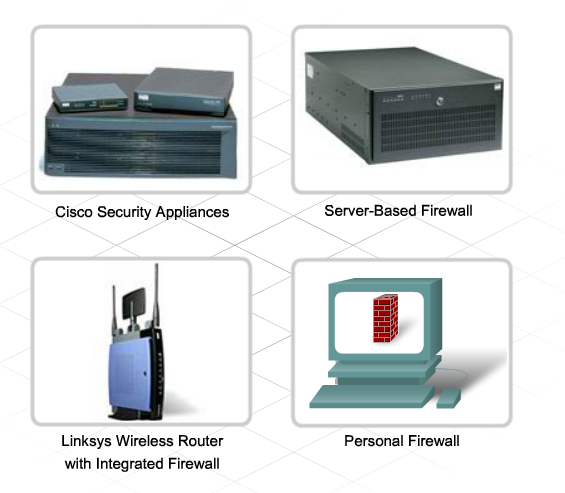 Cisco Security Appliances
Server-Based Firewall
Linksys Wireless Router
with Integrated Firewall
Personal Firewall